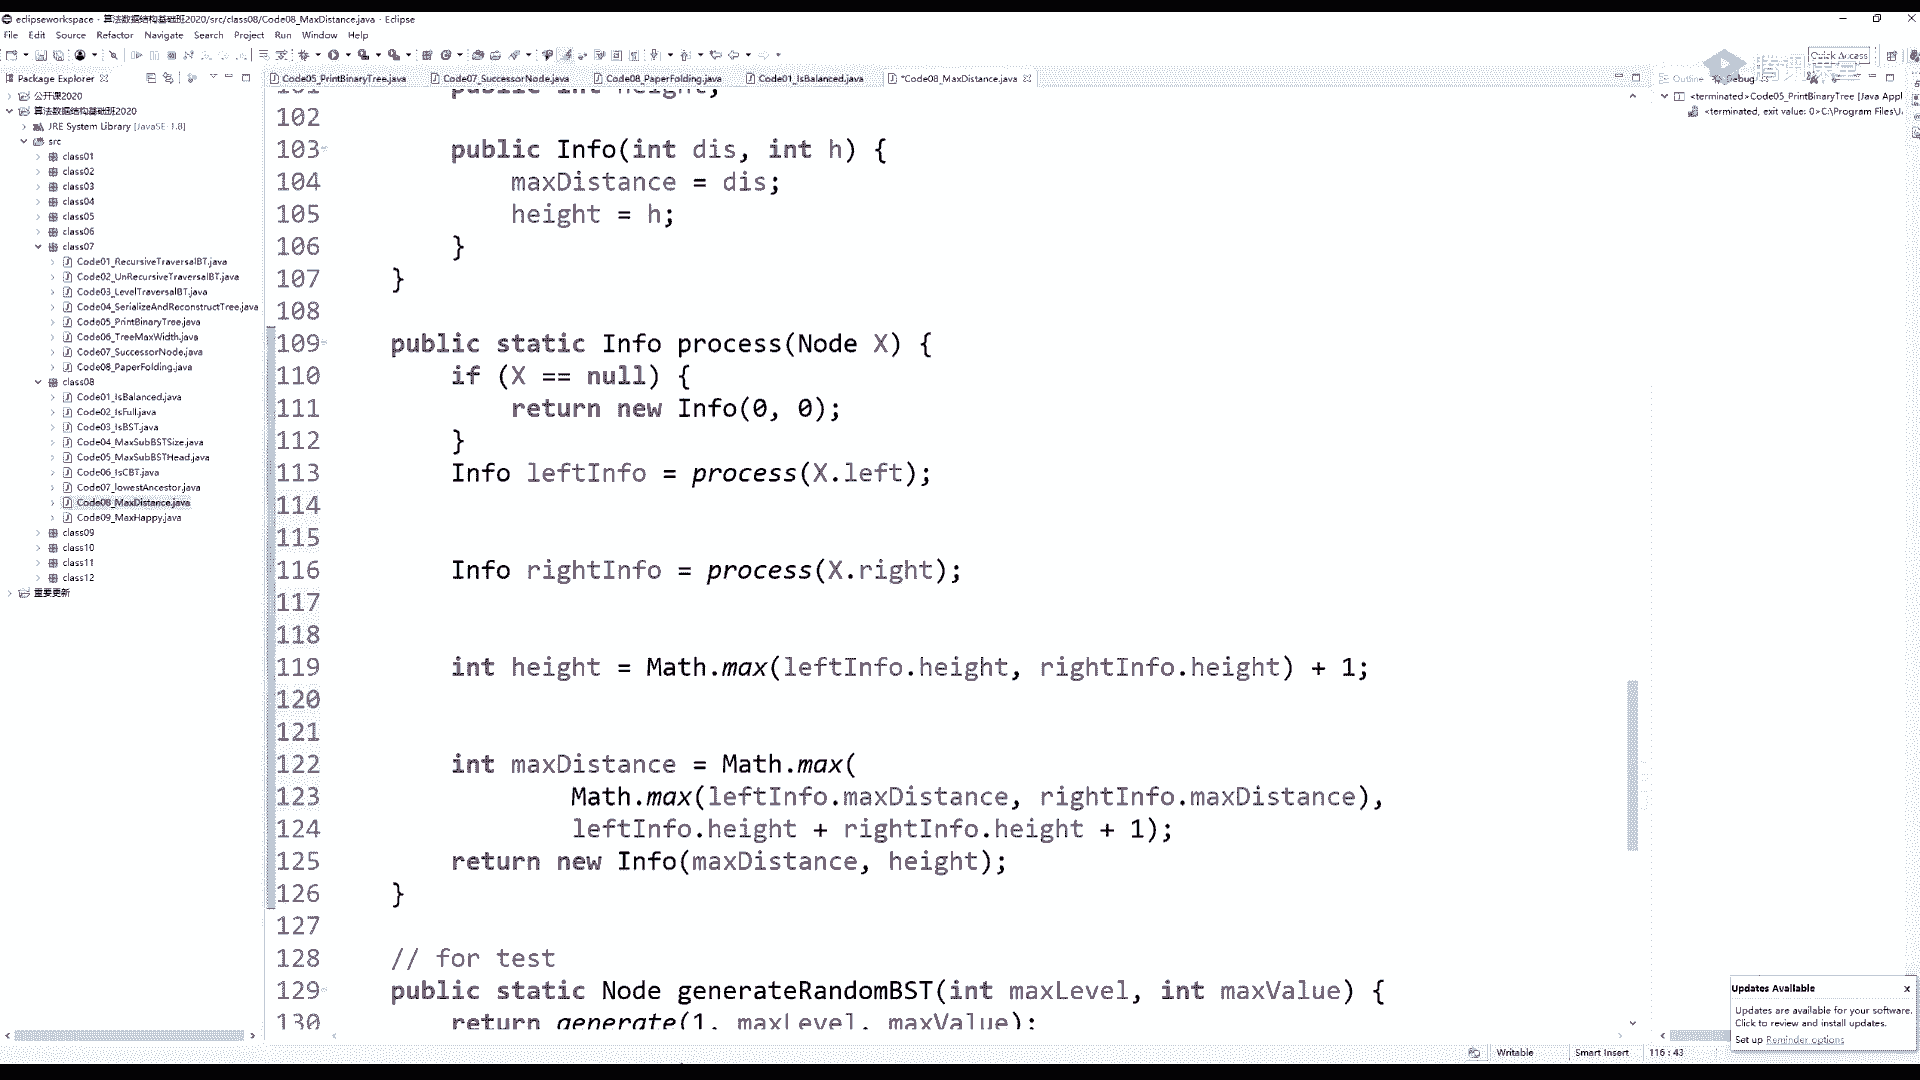 eclipseworkspace - 算法数据结构基础班2020/src/class08/Code08_MaxDistance.java - Eclipse
File Edit Source Refactor Navigate Search Project Run Window Help
Quick Access
腾讯课堂
Package Explorer
Code05_PrintBinaryTree.java Code07_SuccessorNode.java Code08_PaperFolding.java Code01_IsBalanced.java *Code08_MaxDistance.java
Outline Debug
公开课2020
算法数据结构基础班2020
JRE System Library [JavaSE-1.8]
src
class01
class02
class03
class04
class05
class06
class07
Code01_RecursiveTraversalBT.java
Code02_UnRecursiveTraversalBT.java
Code03_LevelTraversalBT.java
Code04_SerializeAndReconstructTree.java
Code05_PrintBinaryTree.java
Code06_TreeMaxWidth.java
Code07_SuccessorNode.java
Code08_PaperFolding.java
class08
Code01_IsBalanced.java
Code02_IsFull.java
Code03_IsBST.java
Code04_MaxSubBSTSize.java
Code05_MaxSubBSTHead.java
Code06_IsCBT.java
Code07_lowestAncestor.java
Code08_MaxDistance.java
Code09_MaxHappy.java
class09
class10
class11
class12
重要更新
101 public int height;
102
103 public Info(int dis, int h) {
104 maxDistance = dis;
105 height = h;
106 }
107 }
108
109 public static Info process(Node X) {
110 if (X == null) {
111 return new Info(0, 0);
112 }
113 Info leftInfo = process(X.left);
114
115
116 Info rightInfo = process(X.right);
117
118
119 int height = Math.max(leftInfo.height, rightInfo.height) + 1;
120
121
122 int maxDistance = Math.max(
123 Math.max(leftInfo.maxDistance, rightInfo.maxDistance),
124 leftInfo.height + rightInfo.height + 1);
125 return new Info(maxDistance, height);
126 }
127
128 // for test
129 public static Node generateRandomBST(int maxLevel, int maxValue) {
130 return generate(1, maxLevel, maxValue);
<terminated>Code05_PrintBinaryTree [Java Appl
<terminated, exit value: 0>C:\Program Files\J
Updates Available
Updates are available for your software.
Click to review and install updates.
Set up Reminder options
Writable Smart Insert 116 : 43